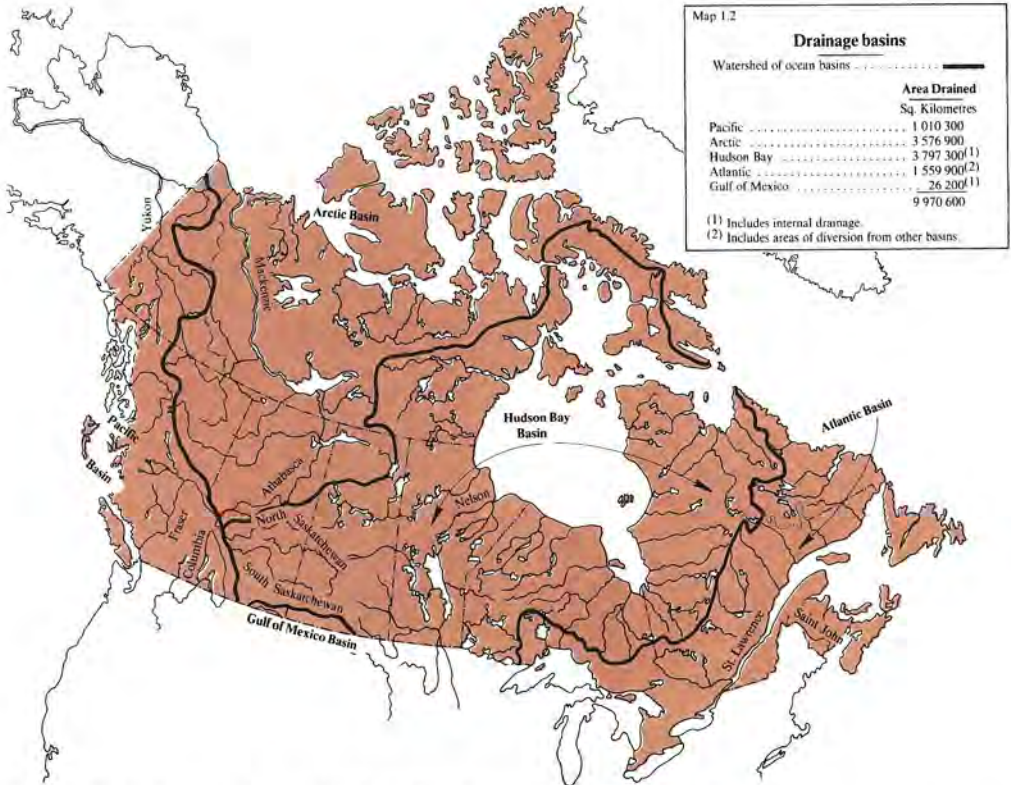 Map 1.2
Drainage basins
Watershed of ocean basins . . . . . . . . . . . .
Area Drained
Sq. Kilometres
Pacific . . . . . . . . . . . . . . . . . . . . . . . . 1 010 300
Arctic . . . . . . . . . . . . . . . . . . . . . . . . 3 576 900
Hudson Bay . . . . . . . . . . . . . . . . . . . 3 797 300(1)
Atlantic . . . . . . . . . . . . . . . . . . . . . . . 1 559 900(2)
Gulf of Mexico . . . . . . . . . . . . . . . . . 26 200(1)
9 970 600
(1) Includes internal drainage.
(2) Includes areas of diversion from other basins.
Yukon
Mackenzie
Arctic Basin
Hudson Bay
Basin
Atlantic Basin
Pacific
Basin
Athabasca
Nelson
North Saskatchewan
Fraser
Columbia
South Saskatchewan
Gulf of Mexico Basin
St. Lawrence
Saint John